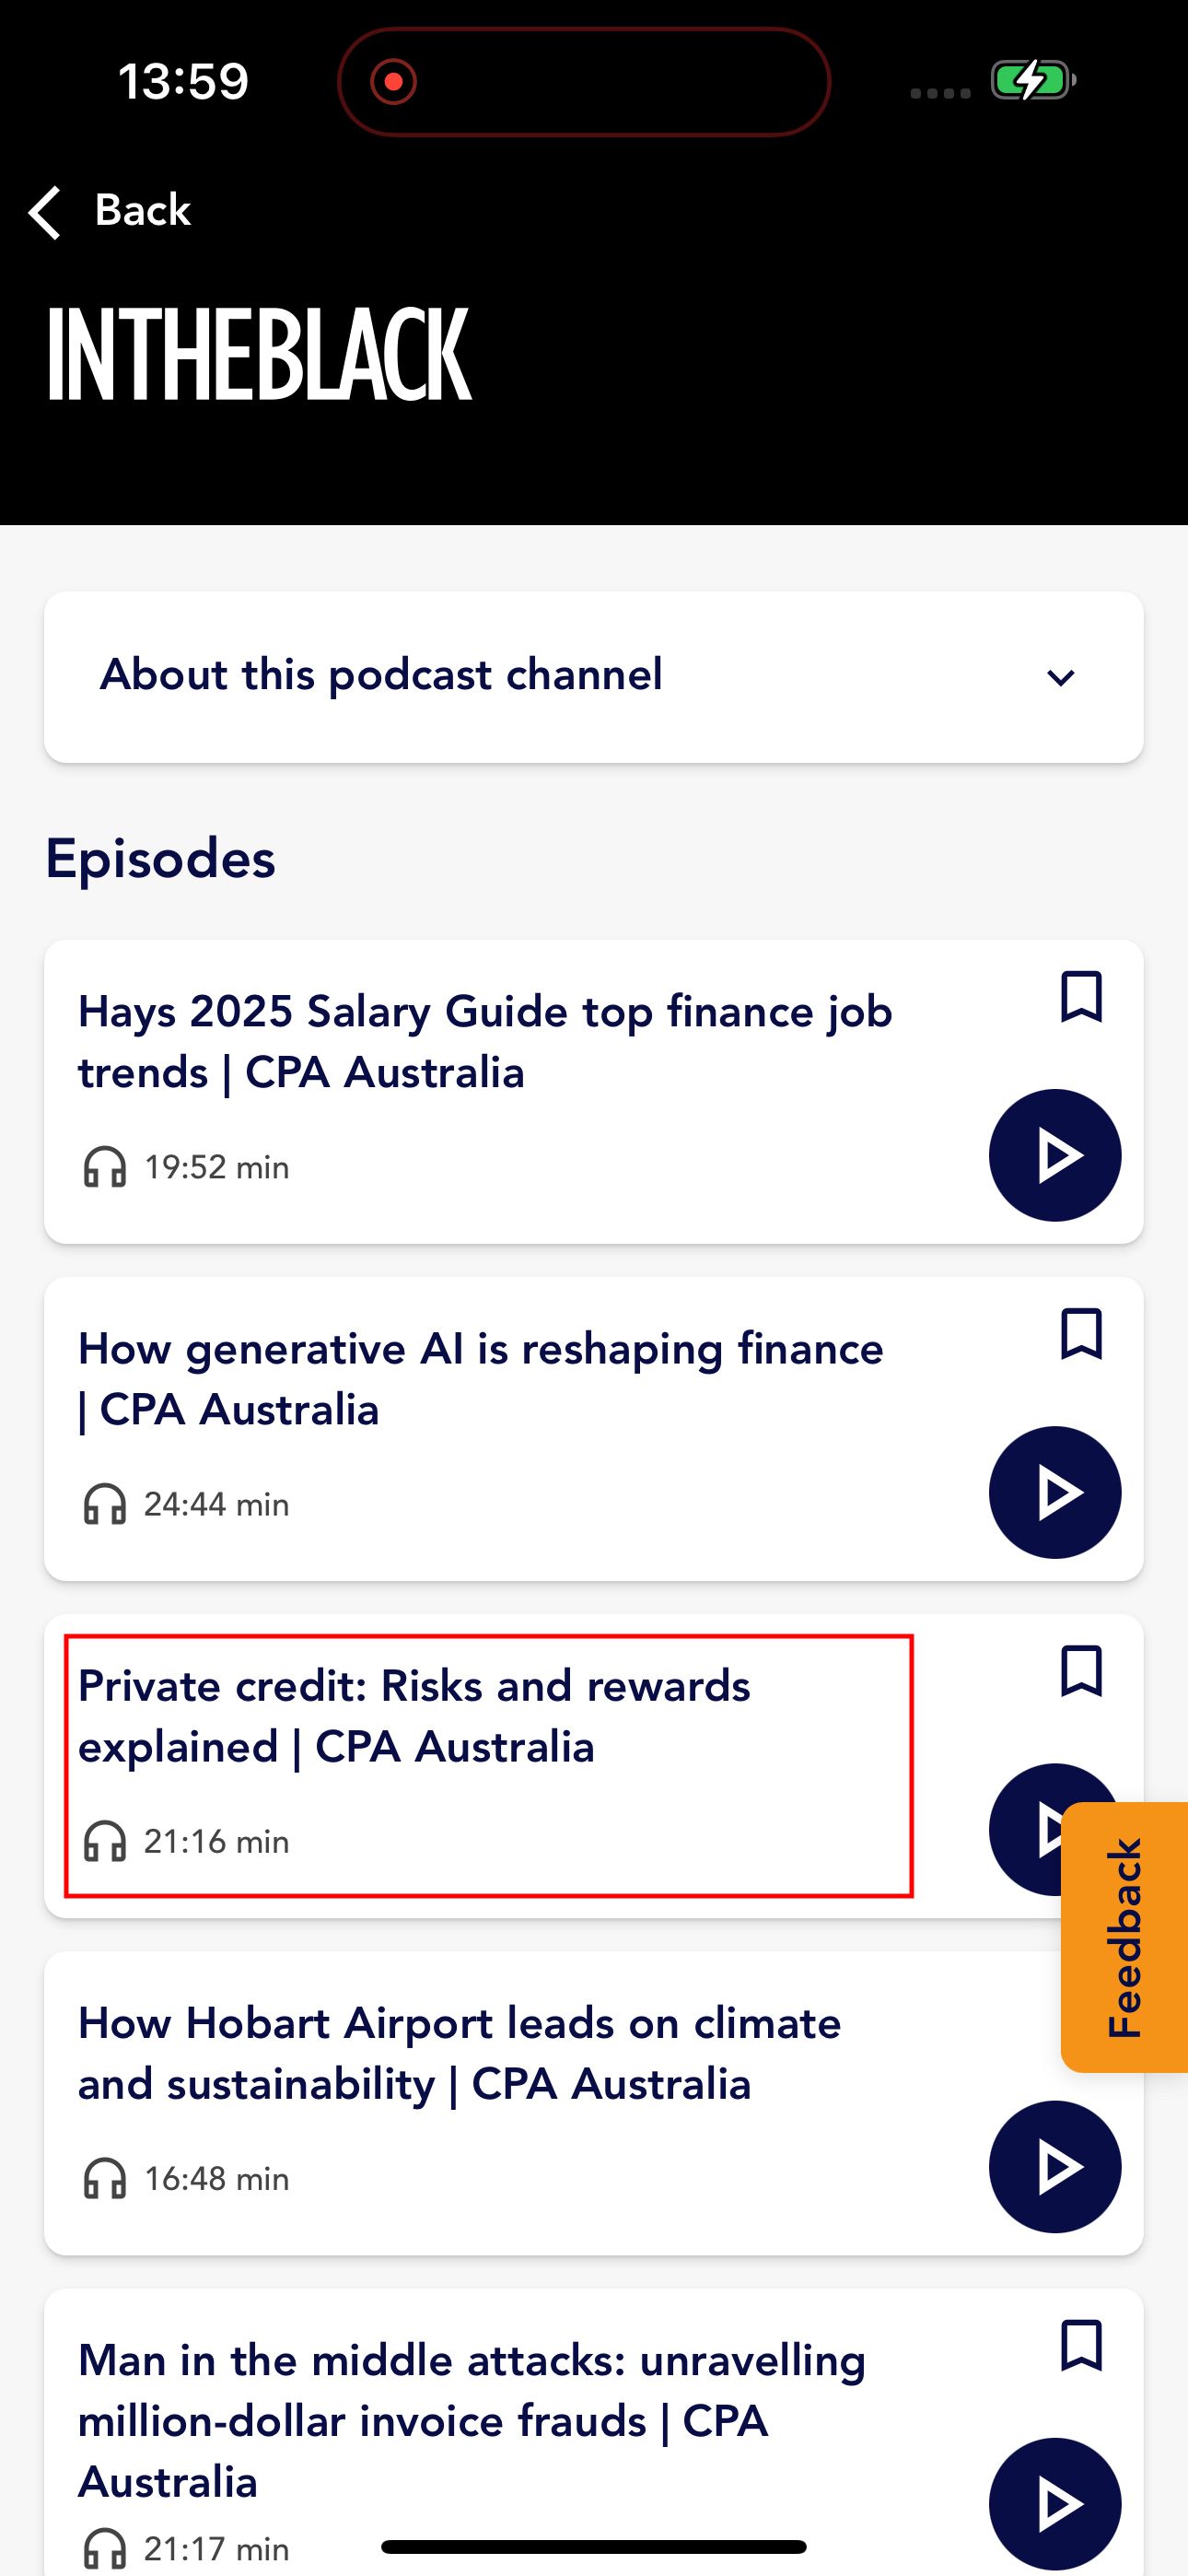 13:59
Back
INTHEBLACK
About this podcast channel
Episodes
Hays 2025 Salary Guide top finance job
trends | CPA Australia
19:52 min
How generative AI is reshaping finance
| CPA Australia
24:44 min
Private credit: Risks and rewards
explained | CPA Australia
21:16 min
Feedback
How Hobart Airport leads on climate
and sustainability | CPA Australia
16:48 min
Man in the middle attacks: unravelling
million-dollar invoice frauds | CPA
Australia
21:17 min